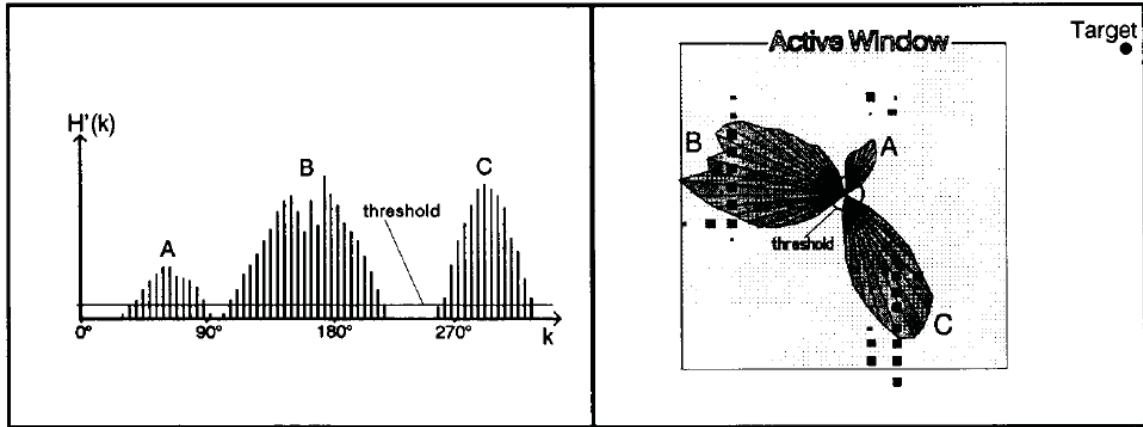 H'(k)
A
B
C
threshold
0°
90°
180°
270°
k
Active Window
Target
B
A
threshold
C